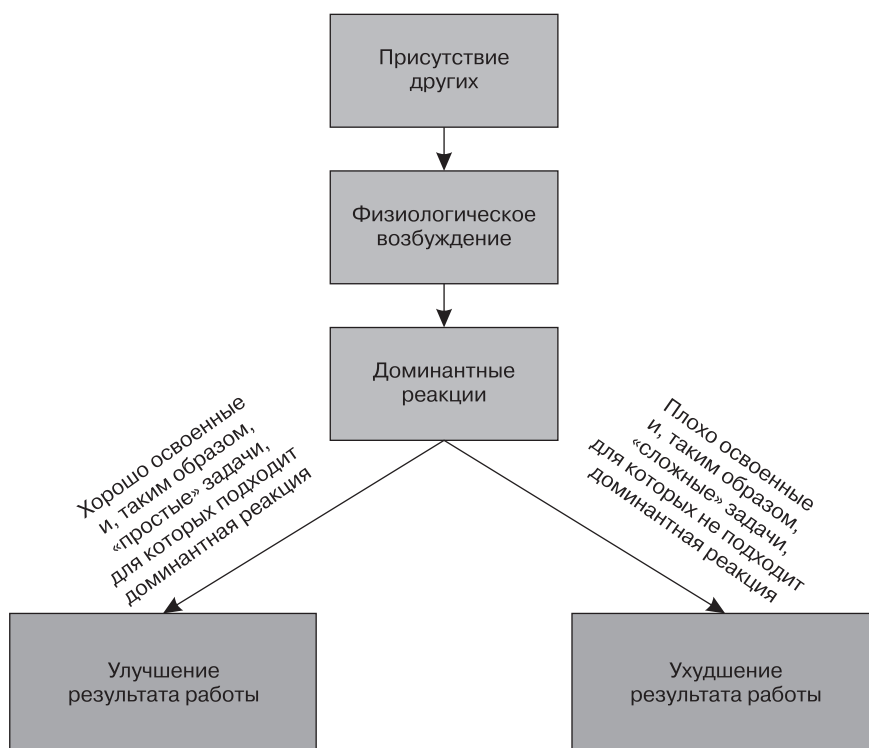 Присутствие
других
Физиологическое
возбуждение
Доминантные
реакции
Хорошо освоенные
и, таким образом,
«простые» задачи,
для которых подходит
доминантная реакция
Плохо освоенные
и, таким образом,
«сложные» задачи,
для которых не подходит
доминантная реакция
Улучшение
результата работы
Ухудшение
результата работы